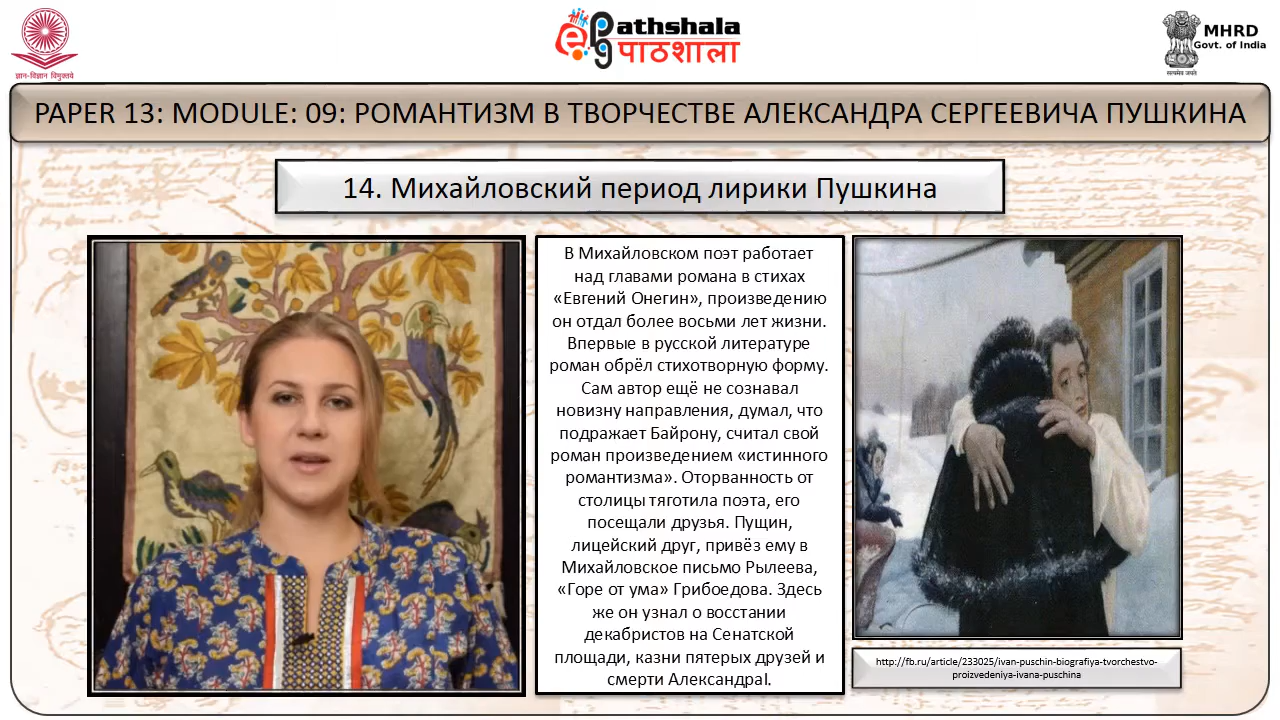 ज्ञान-विज्ञान विमुक्तये
ePg
athshala
पाठशाला
MHRD
Govt. of India
सत्यमेव जयते
PAPER 13: MODULE: 09: РОМАНТИЗМ В ТВОРЧЕСТВЕ АЛЕКСАНДРА СЕРГЕЕВИЧА ПУШКИНА
14. Михайловский период лирики Пушкина
В Михайловском поэт работает
над главами романа в стихах
«Евгений Онегин», произведению
он отдал более восьми лет жизни.
Впервые в русской литературе
роман обрёл стихотворную форму.
Сам автор ещё не сознавал
новизну направления, думал, что
подражает Байрону, считал свой
роман произведением «истинного
романтизма». Оторванность от
столицы тяготила поэта, его
посещали друзья. Пущин,
лицейский друг, привёз ему в
Михайловское письмо Рылеева,
«Горе от ума» Грибоедова. Здесь
же он узнал о восстании
декабристов на Сенатской
площади, казни пятерых друзей и
смерти АлександраI.
http://fb.ru/article/233025/ivan-puschin-biografiya-tvorchestvo-
proizvedeniya-ivana-puschina